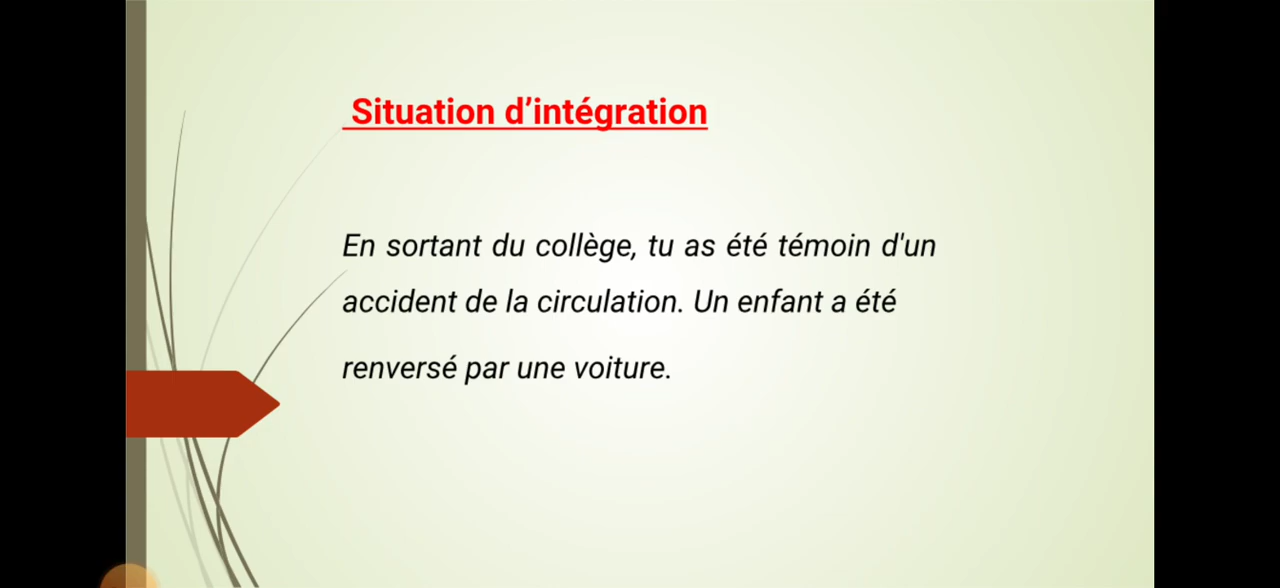 Situation d’intégration
En sortant du collège, tu as été témoin d'un
accident de la circulation. Un enfant a été
renversé par une voiture.